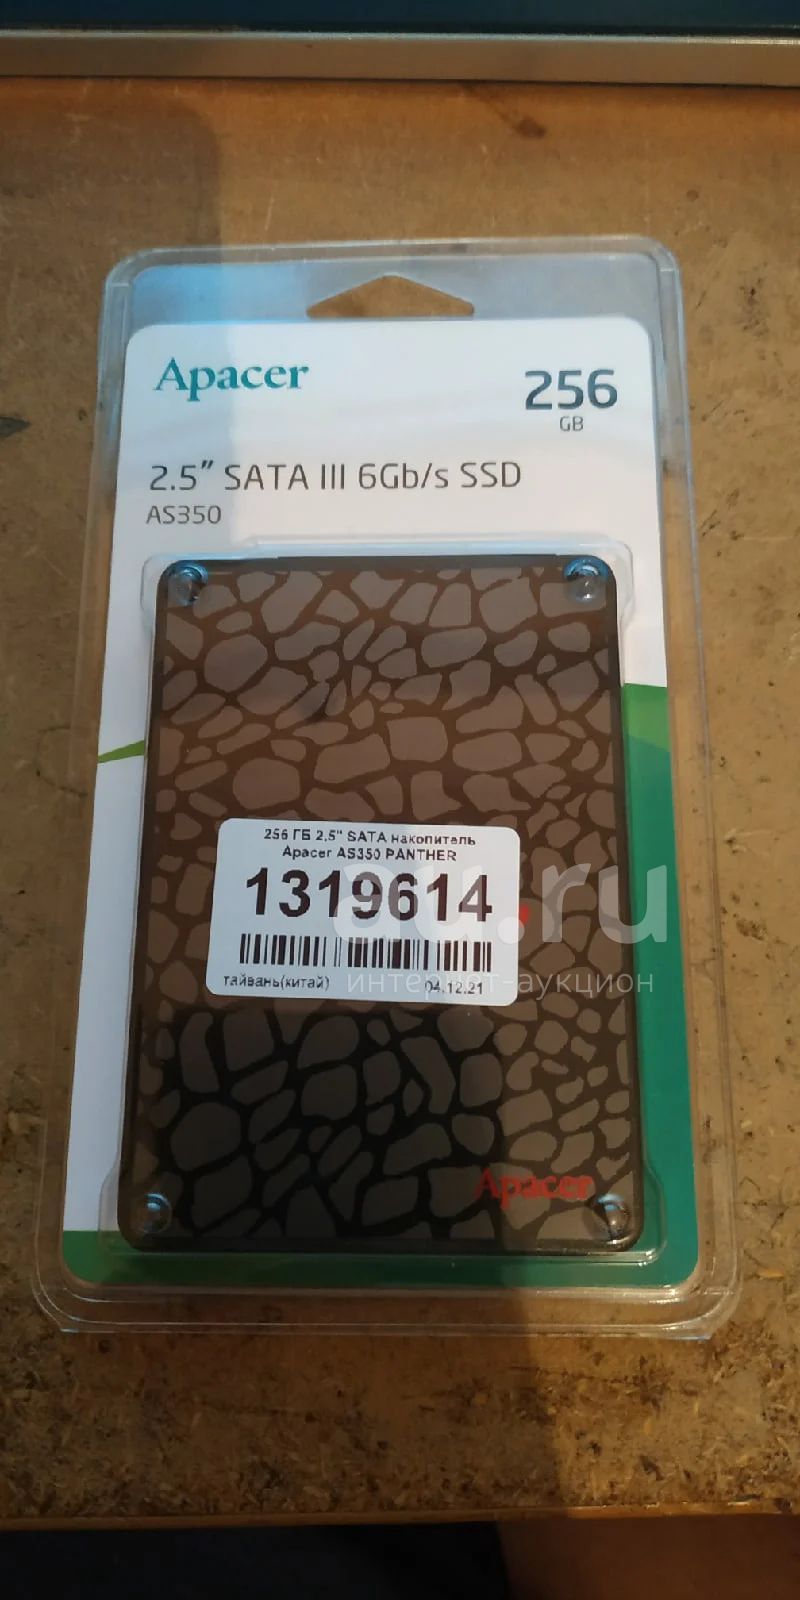 Apacer
256
GB
2.5" SATA III 6Gb/s SSD
AS350
256 ГБ 2,5" SATA накопитель
Apacer AS350 PANTHER
1319614
тайвань(китай) 04.12.21
au.ru
интернет-аукцион
Apacer